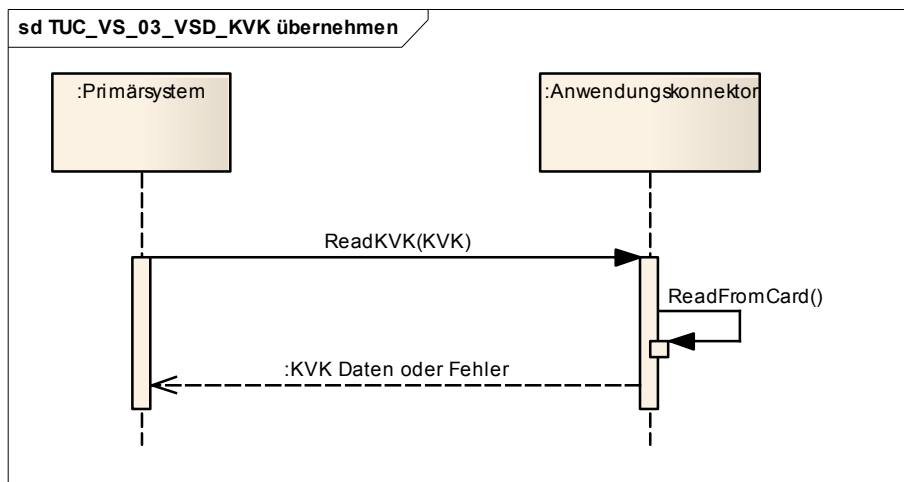 sd TUC_VS_03_VSD_KVK übernehmen
:Primärsystem
:Anwendungskonnektor
ReadKVK(KVK)
ReadFromCard()
:KVK Daten oder Fehler